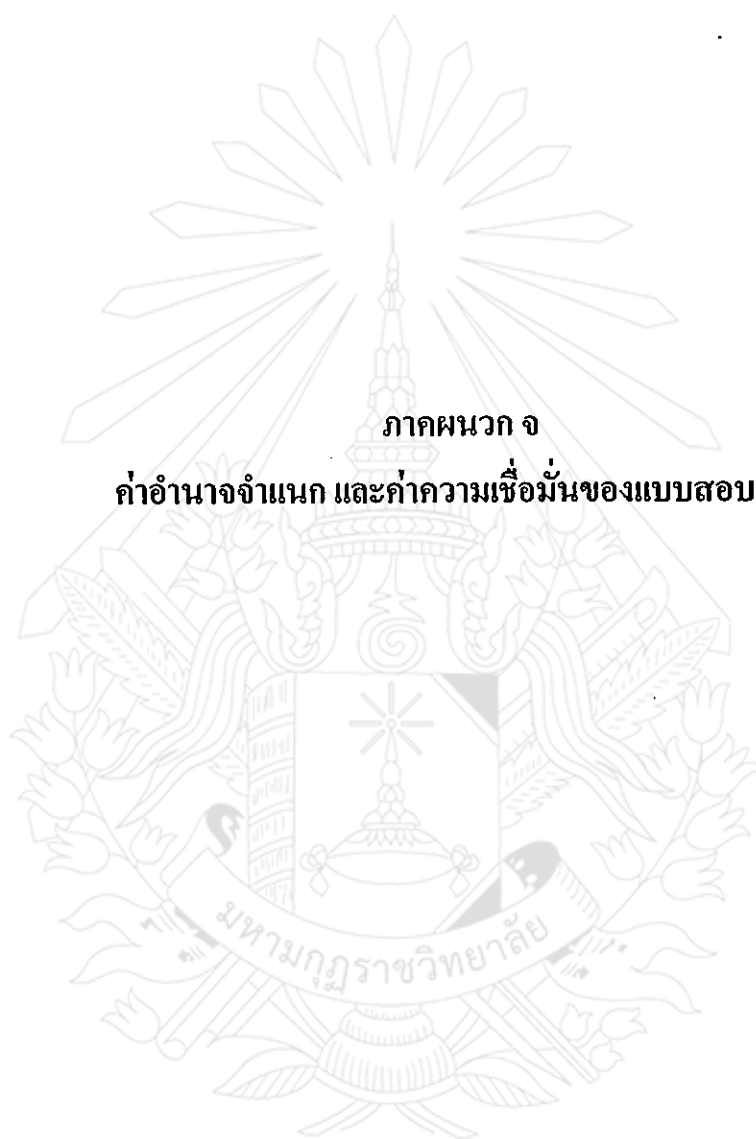 ภาคผนวก จ
ค่าอำนาจจำแนก และค่าความเชื่อมั่นของแบบสอบ
มหามกุฏราชวิทยาลัย